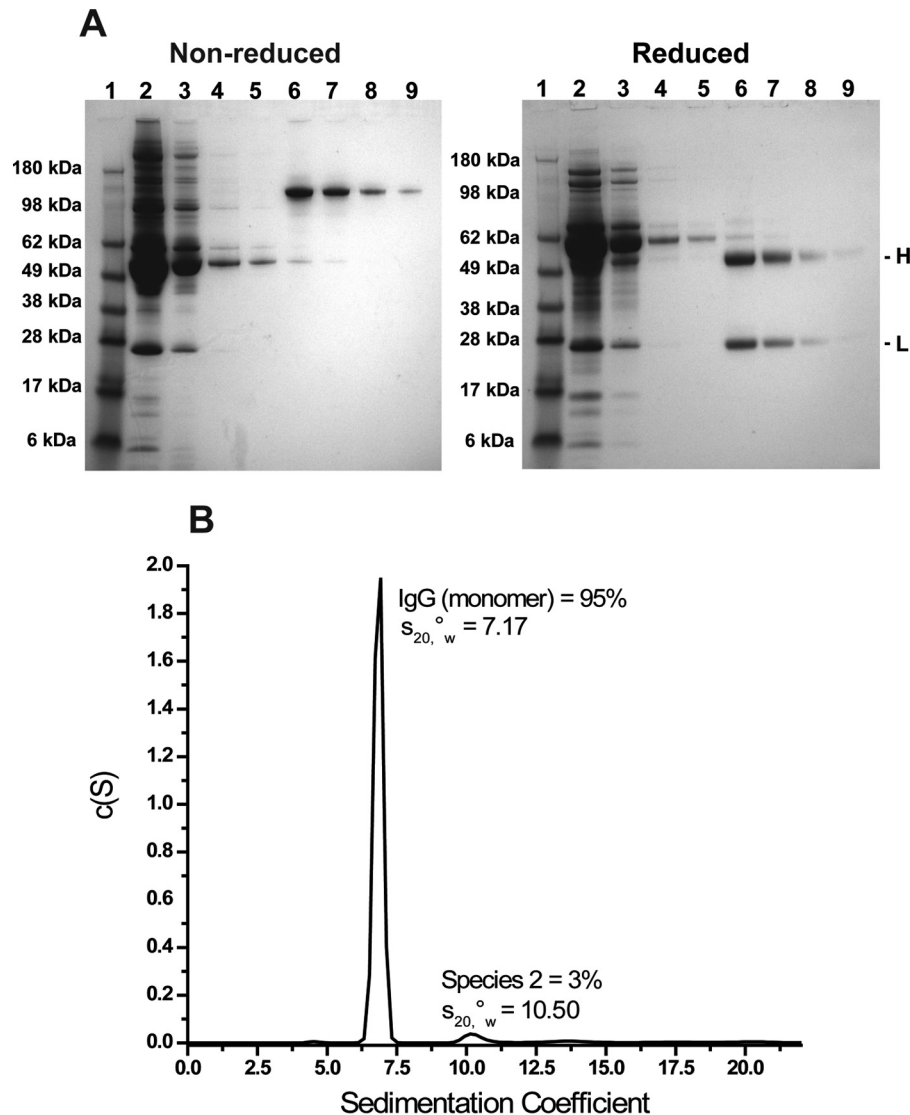 A
Non-reduced
Reduced
1 2 3 4 5 6 7 8 9
1 2 3 4 5 6 7 8 9
180 kDa
98 kDa
62 kDa
49 kDa
38 kDa
28 kDa
17 kDa
6 kDa
180 kDa
98 kDa
62 kDa
49 kDa
38 kDa
28 kDa
17 kDa
6 kDa
- H
- L
B
2.0
1.8
1.6
1.4
1.2
1.0
0.8
0.6
0.4
0.2
0.0
c(S)
IgG (monomer) = 95%
s20,°w = 7.17
Species 2 = 3%
s20,°w = 10.50
0.0 2.5 5.0 7.5 10.0 12.5 15.0 17.5 20.0
Sedimentation Coefficient